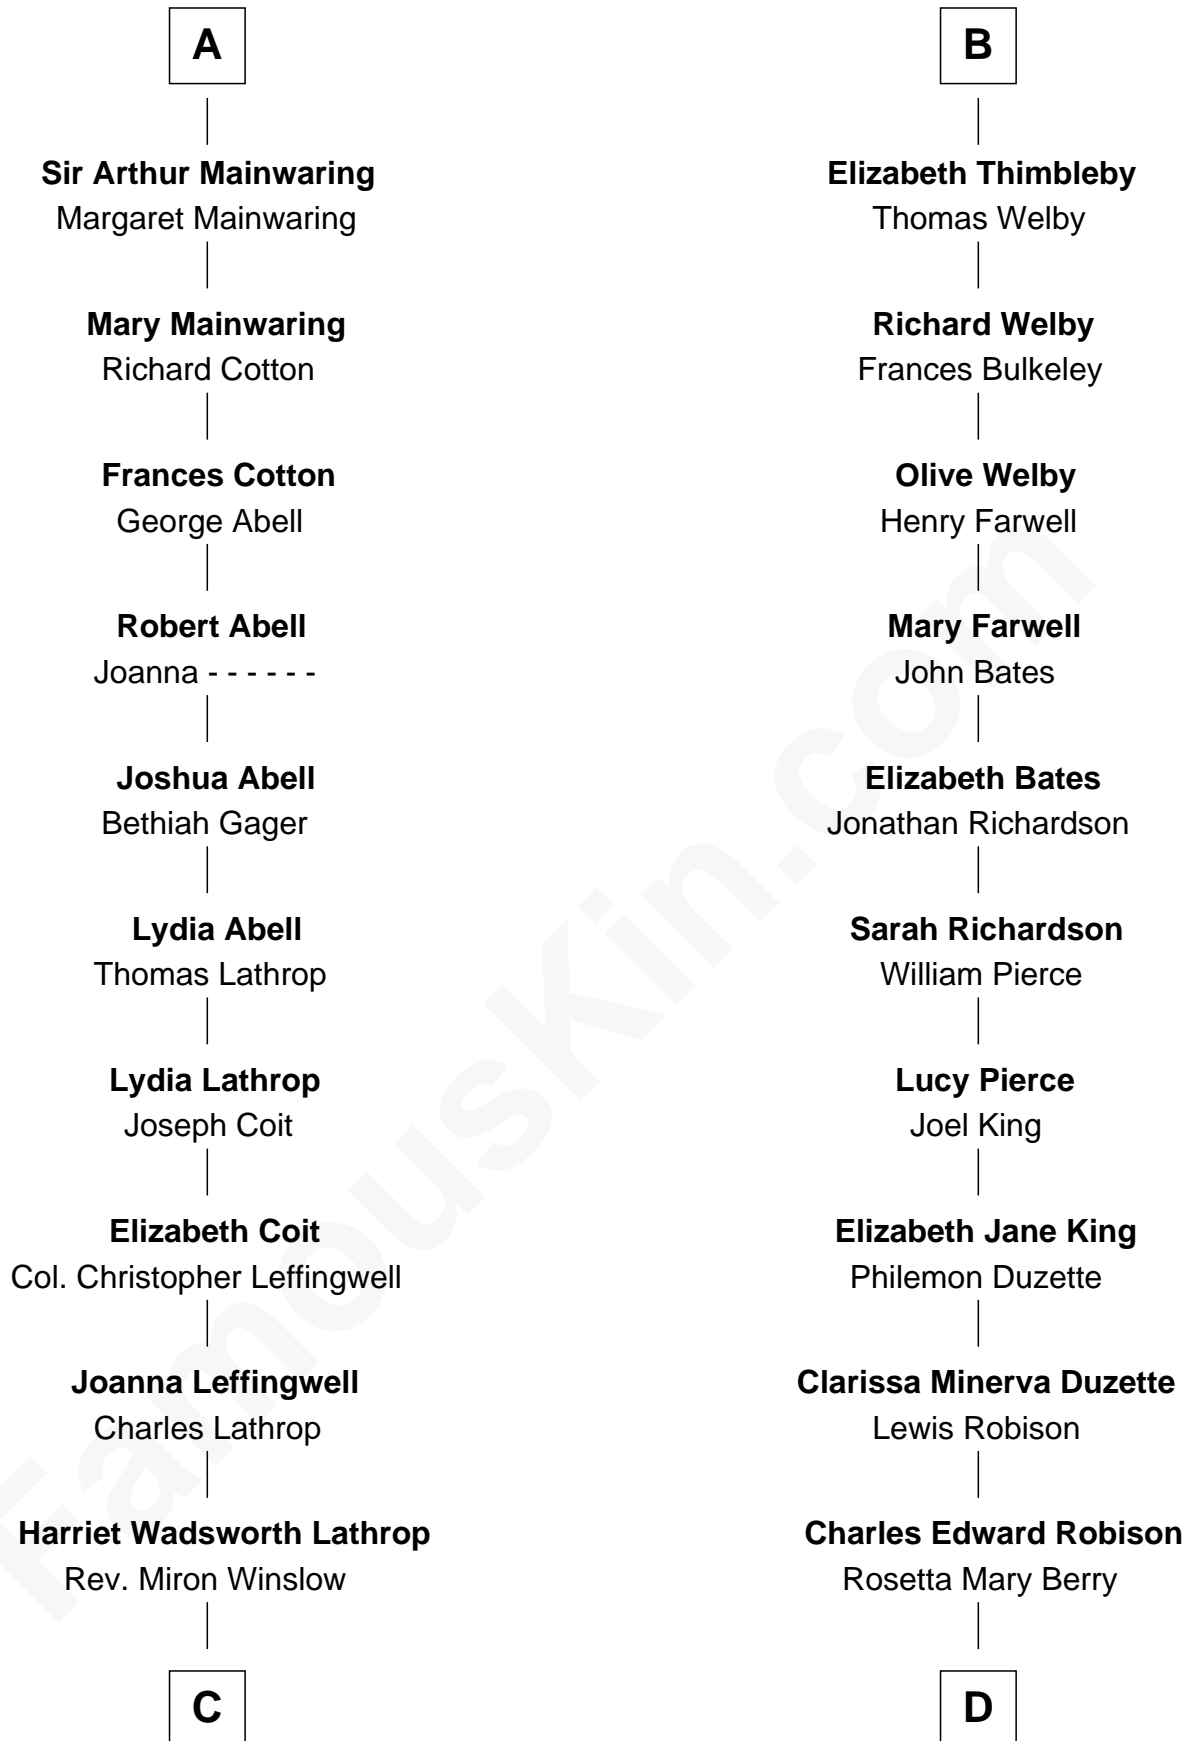 A
Sir Arthur Mainwaring
Margaret Mainwaring
Mary Mainwaring
Richard Cotton
Frances Cotton
George Abell
Robert Abell
Joanna - - - - - -
Joshua Abell
Bethiah Gager
Lydia Abell
Thomas Lathrop
Lydia Lathrop
Joseph Coit
Elizabeth Coit
Col. Christopher Leffingwell
Joanna Leffingwell
Charles Lathrop
Harriet Wadsworth Lathrop
Rev. Miron Winslow
C
B
Elizabeth Thimbleby
Thomas Welby
Richard Welby
Frances Bulkeley
Olive Welby
Henry Farwell
Mary Farwell
John Bates
Elizabeth Bates
Jonathan Richardson
Sarah Richardson
William Pierce
Lucy Pierce
Joel King
Elizabeth Jane King
Philemon Duzette
Clarissa Minerva Duzette
Lewis Robison
Charles Edward Robison
Rosetta Mary Berry
D
FamousKin.com